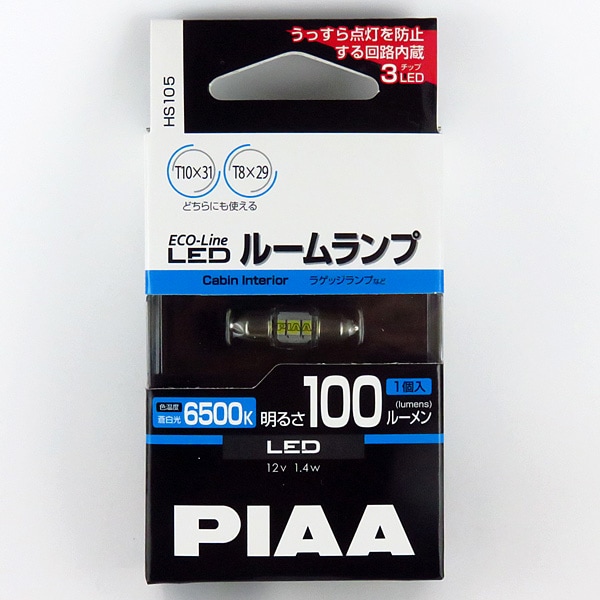 うっすら点灯を防止
する回路内蔵
3チップLED
HS105
T10×31 T8×29
どちらにも使える
ECO-Line
LED ルームランプ
Cabin Interior ラゲッジランプなど
PIAA
1個入
色温度
蒼白光 6500K 明るさ 100 (lumens) ルーメン
LED
12v 1.4w
PIAA